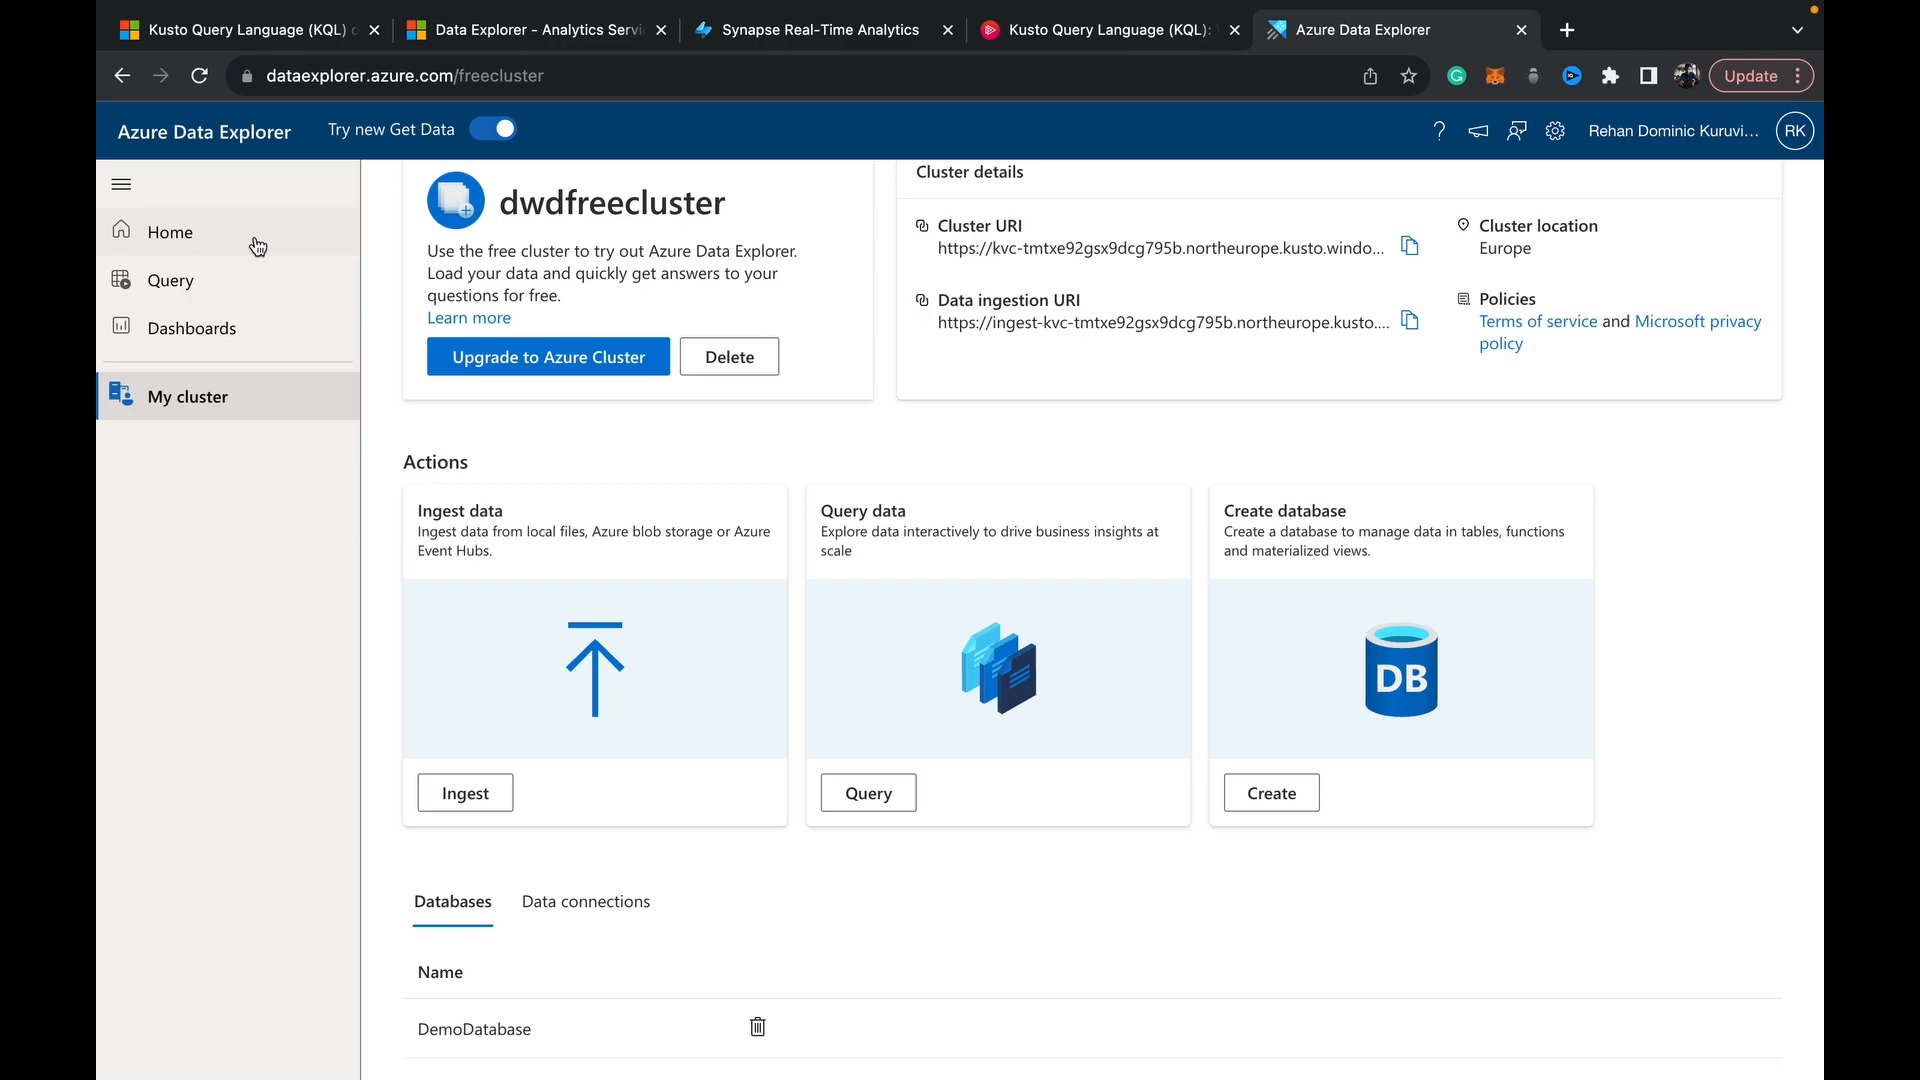 Kusto Query Language (KQL) o
Data Explorer - Analytics Servi
Synapse Real-Time Analytics
Kusto Query Language (KQL):
Azure Data Explorer
dataexplorer.azure.com/freecluster
Update
Azure Data Explorer
Try new Get Data
Rehan Dominic Kuruvi...
RK
Home
Query
Dashboards
My cluster
dwdfreecluster
Use the free cluster to try out Azure Data Explorer.
Load your data and quickly get answers to your
questions for free.
Learn more
Upgrade to Azure Cluster
Delete
Cluster details
Cluster URI
https://kvc-tmtxe92gsx9dcg795b.northeurope.kusto.windo...
Data ingestion URI
https://ingest-kvc-tmtxe92gsx9dcg795b.northeurope.kusto....
Cluster location
Europe
Policies
Terms of service and Microsoft privacy
policy
Actions
Ingest data
Ingest data from local files, Azure blob storage or Azure
Event Hubs.
Ingest
Query data
Explore data interactively to drive business insights at
scale
Query
Create database
Create a database to manage data in tables, functions
and materialized views.
DB
Create
Databases
Data connections
Name
DemoDatabase